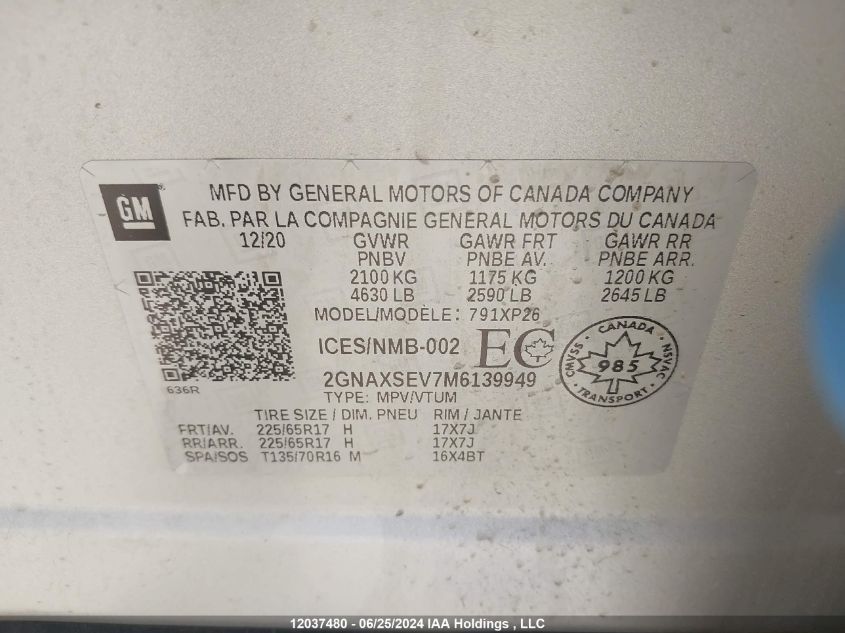 GM
MFD BY GENERAL MOTORS OF CANADA COMPANY
FAB. PAR LA COMPAGNIE GENERAL MOTORS DU CANADA
12/20 GVWR GAWR FRT GAWR RR
PNBV PNBE AV. PNBE ARR.
2100 KG 1175 KG 1200 KG
4630 LB 2590 LB 2645 LB
MODEL/MODÈLE: 791XP26
ICES/NMB-002 EC
CANADA
CMVSS 985 NSVAC
TRANSPORT
2GNAXSEV7M6139949
636R
TYPE: MPV/VTUM
TIRE SIZE / DIM. PNEU RIM / JANTE
FRT/AV. 225/65R17 H 17X7J
RR/ARR. 225/65R17 H 17X7J
SPA/SOS T135/70R16 M 16X4BT
12037480 - 06/25/2024 IAA Holdings , LLC